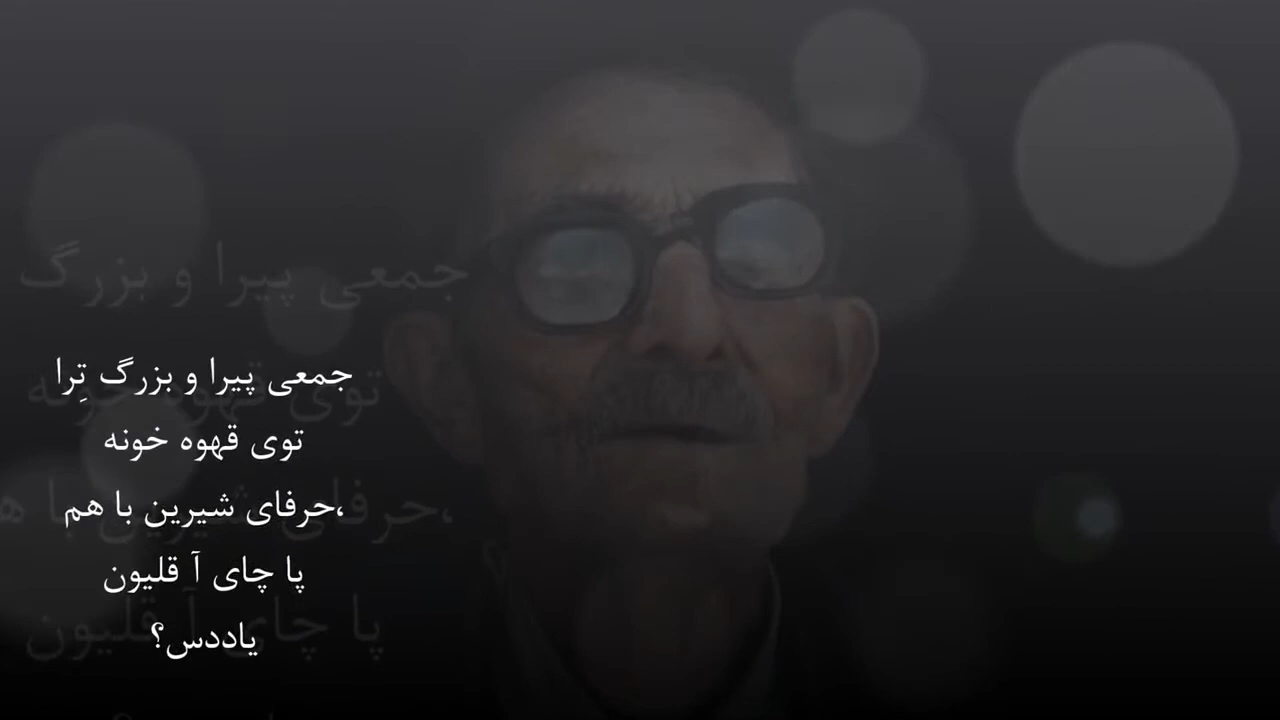 جمعی پیرا و بزرگ تِرا
توی قهوه خونه
،حرفای شیرین با هم
پا چای آ قلیون
یاددس؟